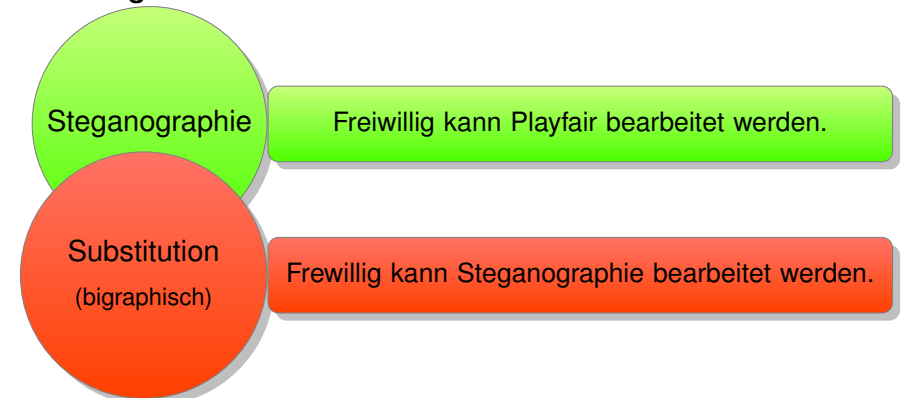 Steganographie
Freiwillig kann Playfair bearbeitet werden.
Substitution
(bigraphisch)
Frewillig kann Steganographie bearbeitet werden.